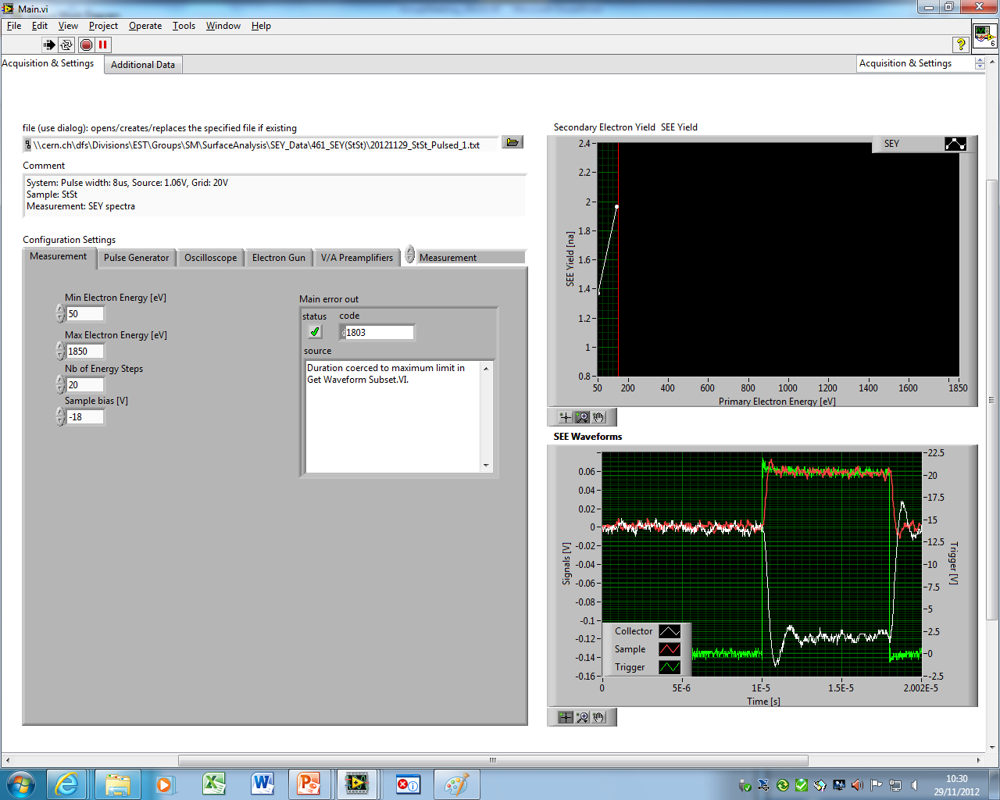 Main.vi
File Edit View Project Operate Tools Window Help
?
6
Acquisition & Settings
Additional Data
Acquisition & Settings
file (use dialog): opens/creates/replaces the specified file if existing
\\cern.ch\dfs\Divisions\EST\Groups\SM\SurfaceAnalysis\SEY_Data\461_SEY(StSt)\20121129_StSt_Pulsed_1.txt
Comment
System: Pulse width: 8us, Source: 1.06V, Grid: 20V
Sample: StSt
Measurement: SEY spectra
Configuration Settings
Measurement Pulse Generator Oscilloscope Electron Gun V/A Preamplifiers Measurement
Min Electron Energy [eV]
50
Max Electron Energy [eV]
1850
Nb of Energy Steps
20
Sample bias [V]
-18
Main error out
status code
1803
source
Duration coerced to maximum limit in
Get Waveform Subset.VI.
Secondary Electron Yield SEE Yield
SEY
SEE Yield [na]
2.4
2.2
2
1.8
1.6
1.4
1.2
1
0.8
50 200 400 600 800 1000 1200 1400 1600 1850
Primary Electron Energy [eV]
SEE Waveforms
Signals [V]
0.06
0.04
0.02
0
-0.02
-0.04
-0.06
-0.08
-0.1
-0.12
-0.14
-0.16
Collector
Sample
Trigger
22.5
20
17.5
15
12.5
10
7.5
5
2.5
0
-2.5
Trigger [V]
0 5E-6 1E-5 1.5E-5 2.002E-5
Time [s]
10:30
29/11/2012